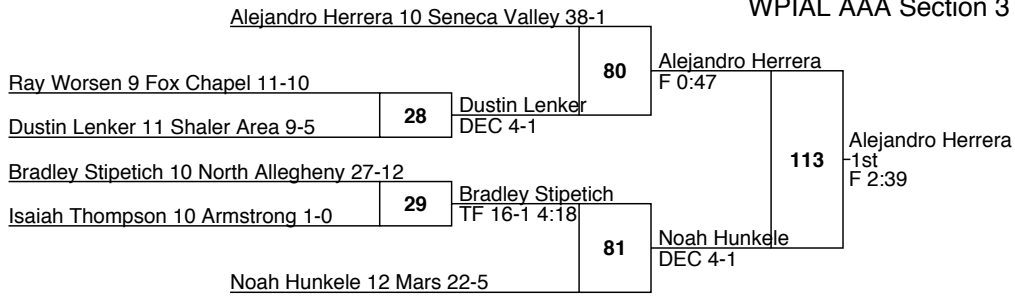 WPIAL AAA Section 3
Alejandro Herrera 10 Seneca Valley 38-1
80
Alejandro Herrera
F 0:47
Ray Worsen 9 Fox Chapel 11-10
28
Dustin Lenker
DEC 4-1
Dustin Lenker 11 Shaler Area 9-5
113
Alejandro Herrera
1st
F 2:39
Bradley Stipetich 10 North Allegheny 27-12
29
Bradley Stipetich
TF 16-1 4:18
Isaiah Thompson 10 Armstrong 1-0
81
Noah Hunkele
DEC 4-1
Noah Hunkele 12 Mars 22-5